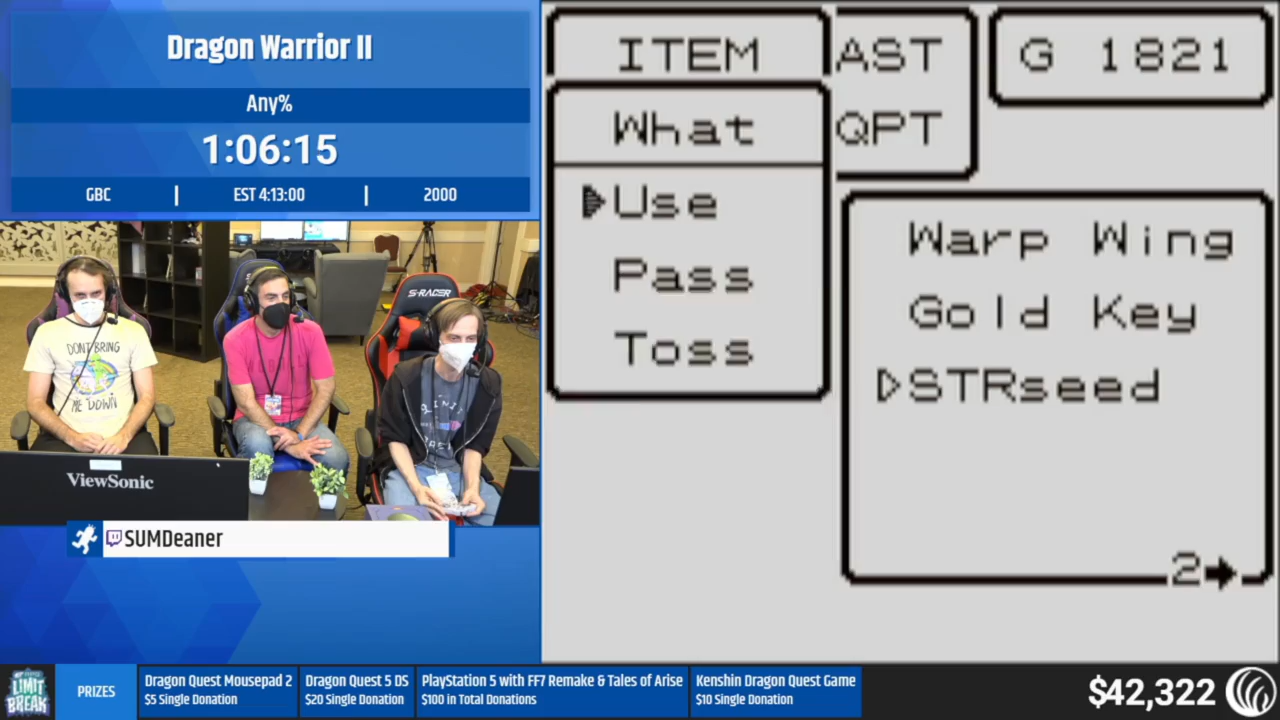 Dragon Warrior II
Any%
1:06:15
GBC | EST 4:13:00 | 2000
S-RACER
DON'T BRING
ME DOWN
ViewSonic
SUMDeaner
ITEM
AST
G 1821
What
QPT
▶Use
Pass
Toss
Warp Wing
Gold Key
▷STRseed
2➔
LIMIT
BREAK
PRIZES
Dragon Quest Mousepad 2
$5 Single Donation
Dragon Quest 5 DS
$20 Single Donation
PlayStation 5 with FF7 Remake & Tales of Arise
$100 in Total Donations
Kenshin Dragon Quest Game
$10 Single Donation
$42,322